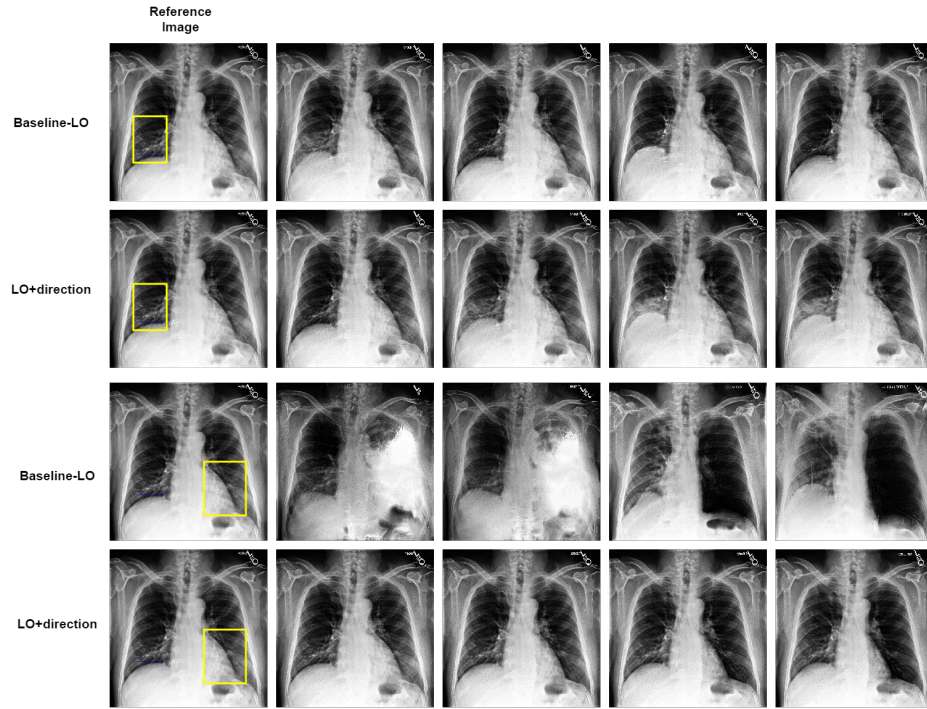 Reference
Image
Baseline-LO
LO+direction
Baseline-LO
LO+direction